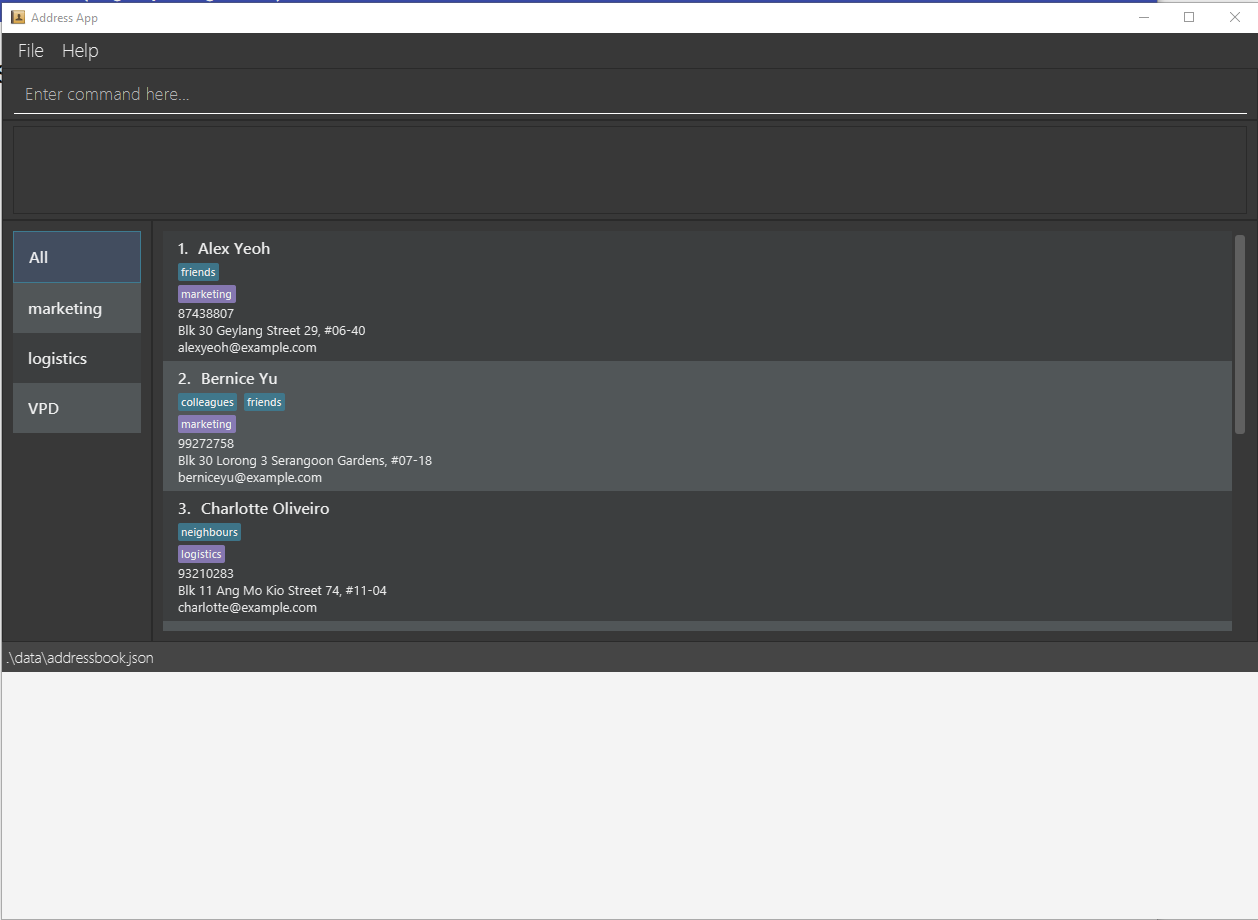 Address App
File Help
Enter command here...
All
marketing
logistics
VPD
1. Alex Yeoh
friends
marketing
87438807
Blk 30 Geylang Street 29, #06-40
alexyeoh@example.com
2. Bernice Yu
colleagues friends
marketing
99272758
Blk 30 Lorong 3 Serangoon Gardens, #07-18
berniceyu@example.com
3. Charlotte Oliveiro
neighbours
logistics
93210283
Blk 11 Ang Mo Kio Street 74, #11-04
charlotte@example.com
.\data\addressbook.json